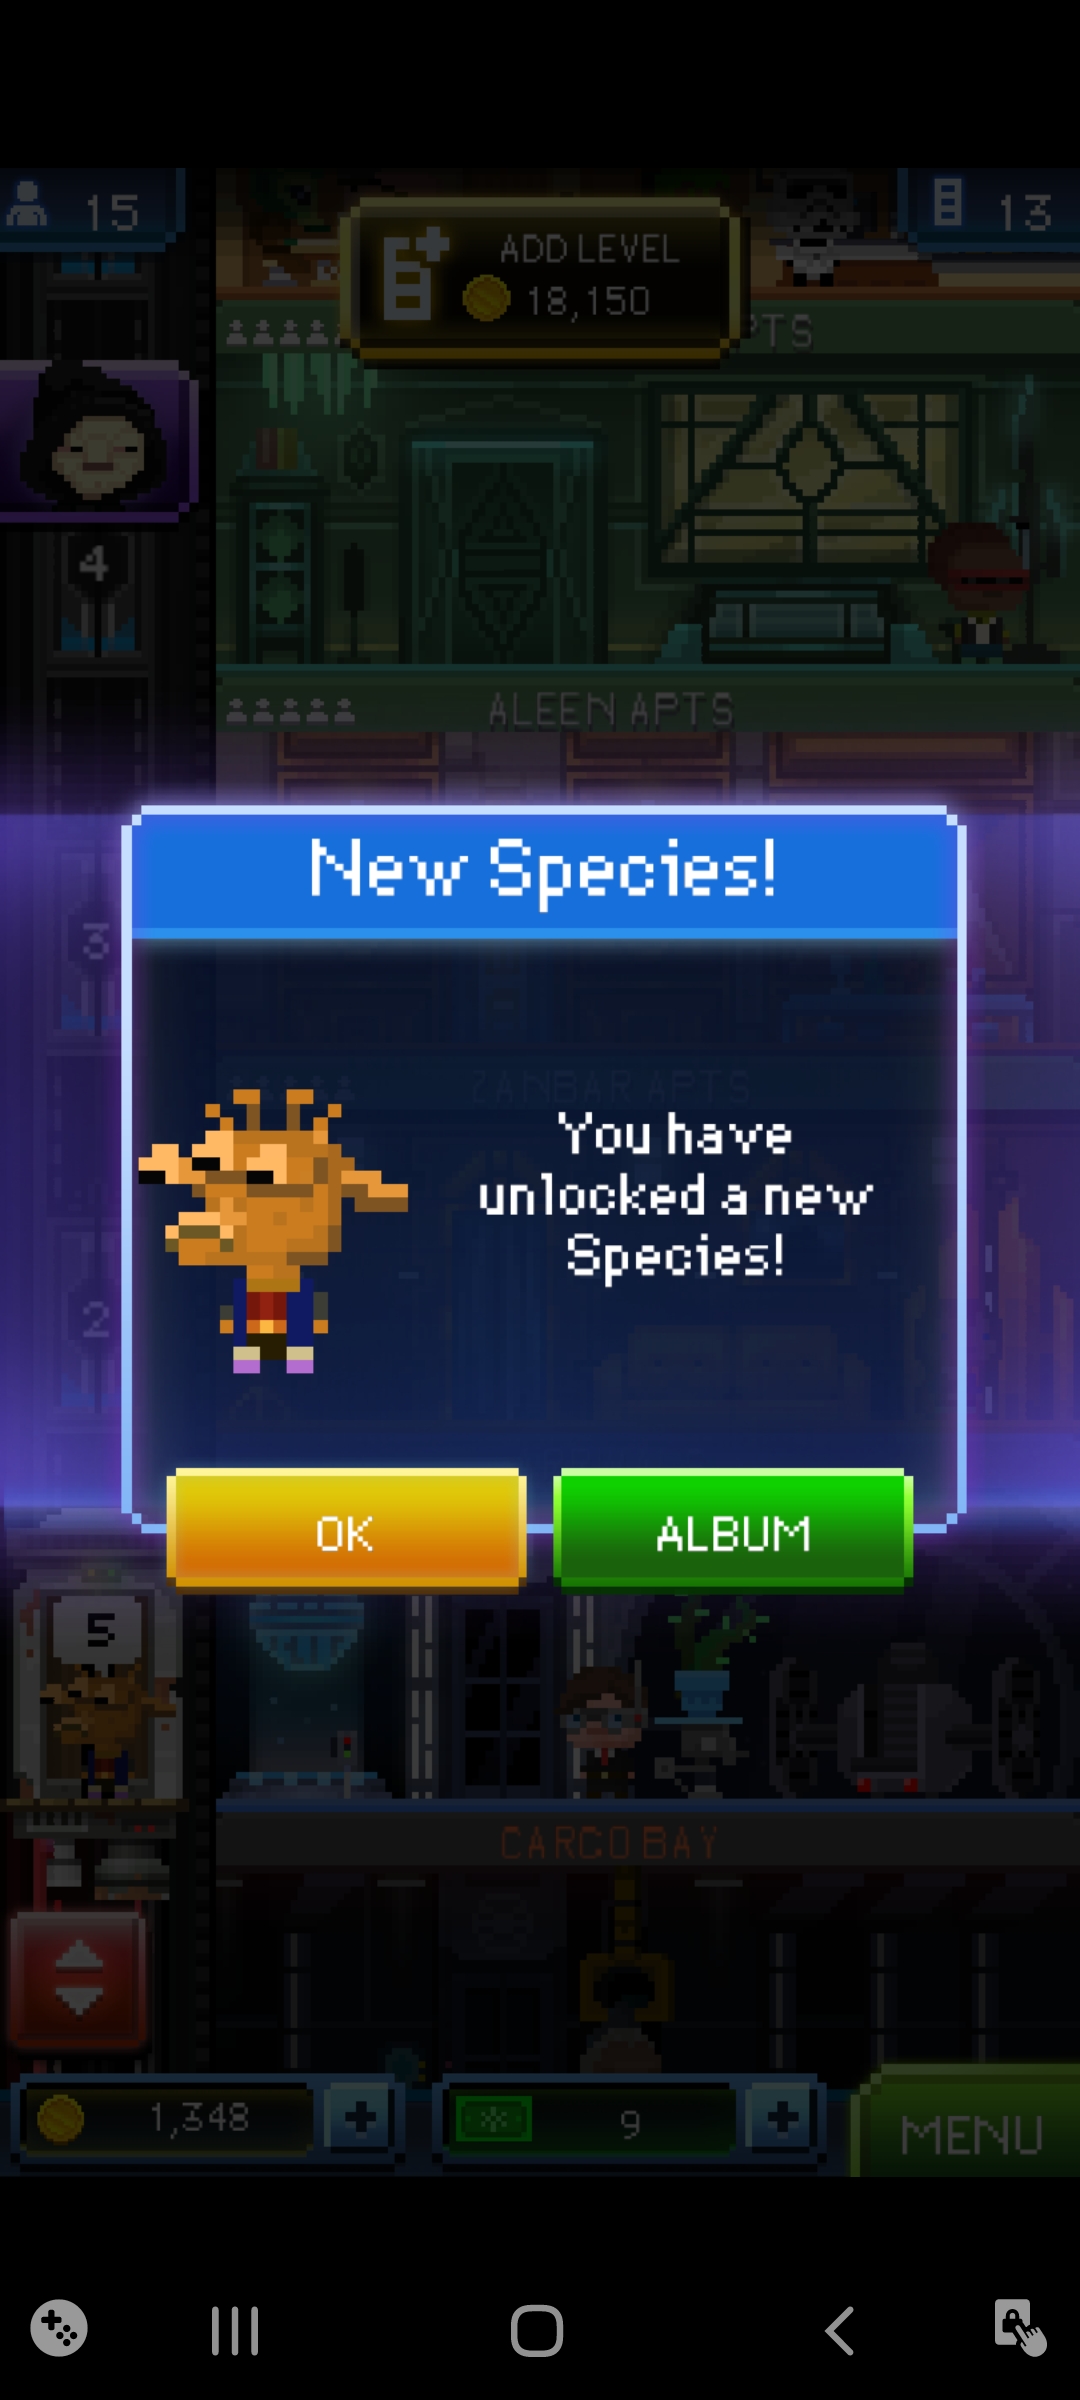 15
ADD LEVEL
18,150
13
PTS
4
ALEEN APTS
New Species!
3
ZANBAR APTS
You have
unlocked a new
Species!
2
OK
ALBUM
5
CARGO BAY
1,348
9
MENU